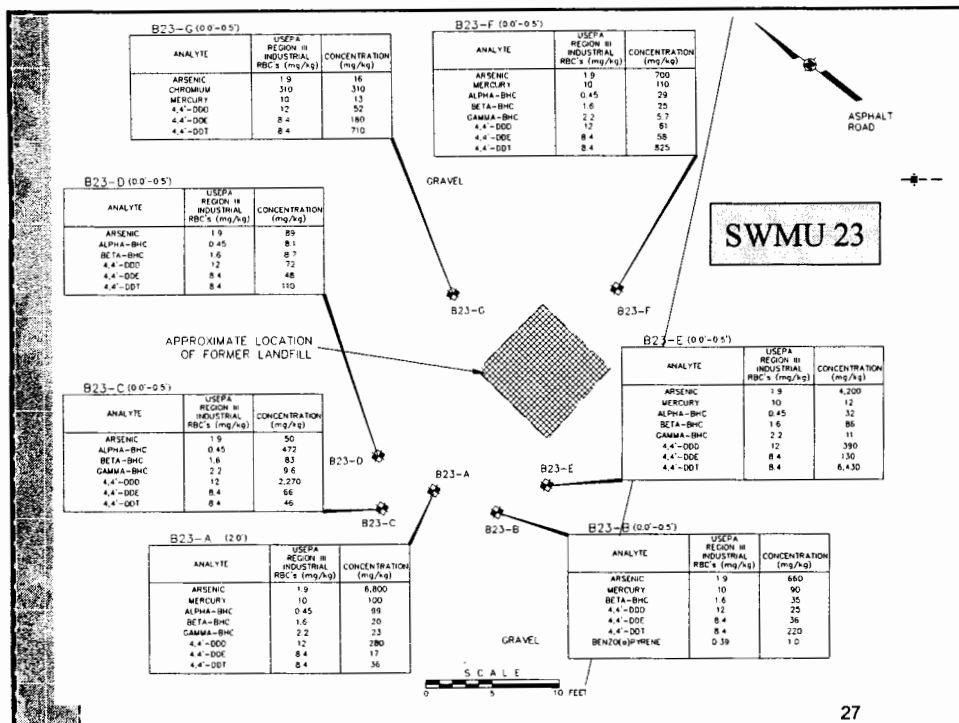 B23-G (0.0'-0.5')
ANALYTE USEPA REGION III INDUSTRIAL RBC's (mg/kg) CONCENTRATION (mg/kg)
ARSENIC 1.9 16
CHROMIUM 310 310
MERCURY 10 13
4,4'-DDD 12 52
4,4'-DDE 8.4 180
4,4'-DDT 8.4 710
B23-F (0.0'-0.5')
ANALYTE USEPA REGION III INDUSTRIAL RBC's (mg/kg) CONCENTRATION (mg/kg)
ARSENIC 1.9 700
MERCURY 10 110
ALPHA-BHC 0.45 29
BETA-BHC 1.6 25
GAMMA-BHC 2.2 5.7
4,4'-DDD 12 61
4,4'-DDE 8.4 58
4,4'-DDT 8.4 825
ASPHALT
ROAD
GRAVEL
SWMU 23
B23-D (0.0'-0.5')
ANALYTE USEPA REGION III INDUSTRIAL RBC's (mg/kg) CONCENTRATION (mg/kg)
ARSENIC 1.9 89
ALPHA-BHC 0.45 8.1
BETA-BHC 1.6 8.7
4,4'-DDD 12 72
4,4'-DDE 8.4 48
4,4'-DDT 8.4 110
B23-G
B23-F
APPROXIMATE LOCATION
OF FORMER LANDFILL
B23-E (0.0'-0.5')
ANALYTE USEPA REGION III INDUSTRIAL RBC's (mg/kg) CONCENTRATION (mg/kg)
ARSENIC 1.9 4,200
MERCURY 10 12
ALPHA-BHC 0.45 32
BETA-BHC 1.6 86
GAMMA-BHC 2.2 11
4,4'-DDD 12 390
4,4'-DDE 8.4 130
4,4'-DDT 8.4 6,430
B23-C (0.0'-0.5')
ANALYTE USEPA REGION III INDUSTRIAL RBC's (mg/kg) CONCENTRATION (mg/kg)
ARSENIC 1.9 50
ALPHA-BHC 0.45 472
BETA-BHC 1.6 83
GAMMA-BHC 2.2 9.6
4,4'-DDD 12 2,270
4,4'-DDE 8.4 66
4,4'-DDT 8.4 46
B23-D
B23-A
B23-E
B23-C
B23-B
B23-A (2.0')
ANALYTE USEPA REGION III INDUSTRIAL RBC's (mg/kg) CONCENTRATION (mg/kg)
ARSENIC 1.9 6,800
MERCURY 10 100
ALPHA-BHC 0.45 99
BETA-BHC 1.6 20
GAMMA-BHC 2.2 23
4,4'-DDD 12 280
4,4'-DDE 8.4 17
4,4'-DDT 8.4 36
B23-B (0.0'-0.5')
ANALYTE USEPA REGION III INDUSTRIAL RBC's (mg/kg) CONCENTRATION (mg/kg)
ARSENIC 1.9 660
MERCURY 10 90
BETA-BHC 1.6 35
4,4'-DDD 12 25
4,4'-DDE 8.4 36
4,4'-DDT 8.4 220
BENZO(a)PYRENE 0.39 1.0
GRAVEL
SCALE
0 5 10 FEET
27